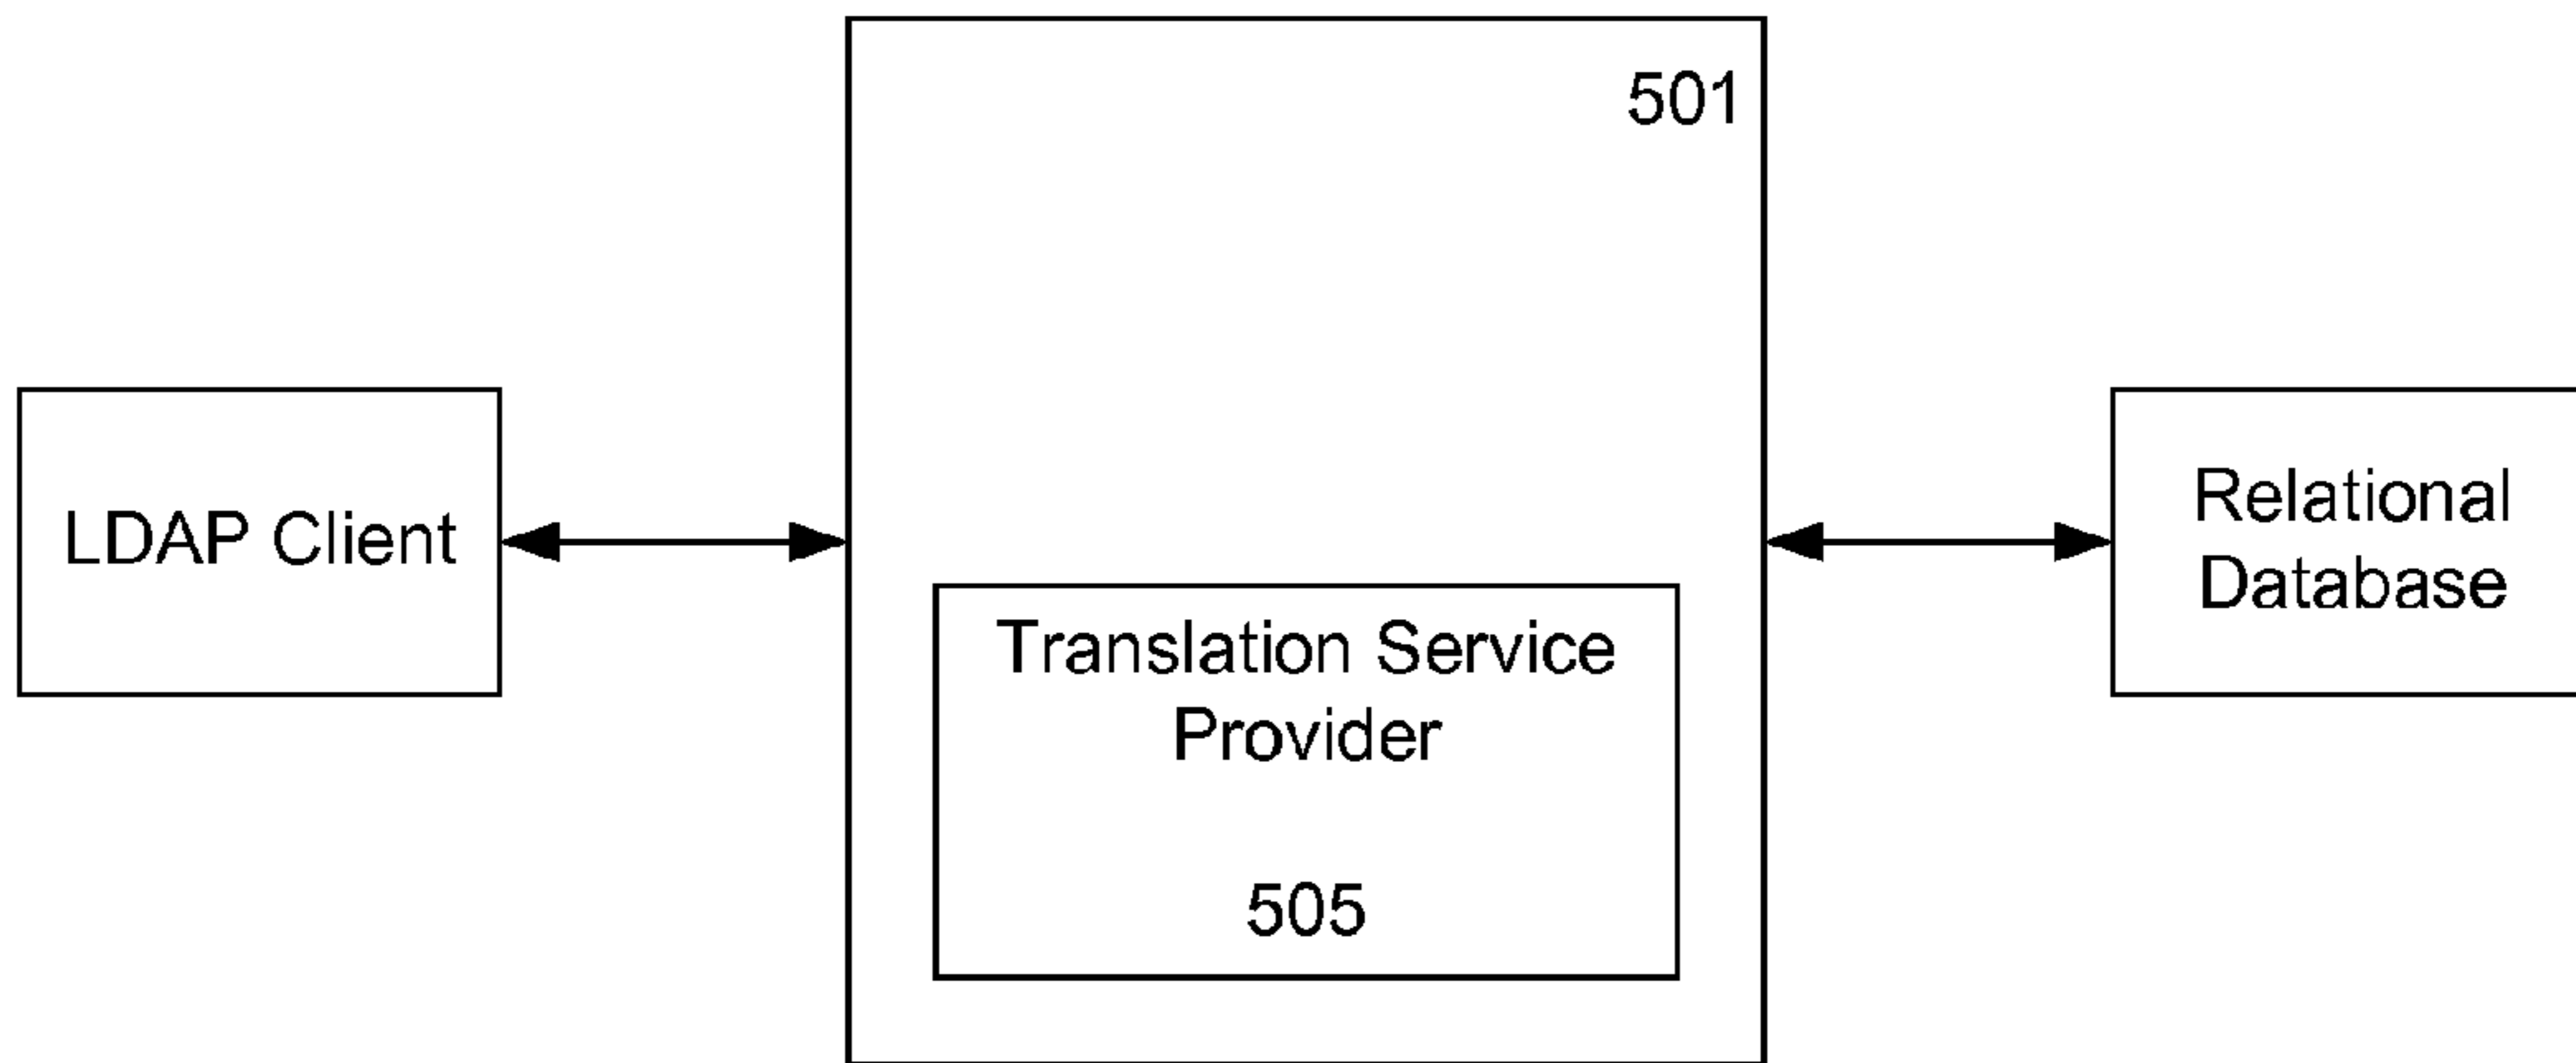 501
LDAP Client
Relational
Database
Translation Service
Provider
505